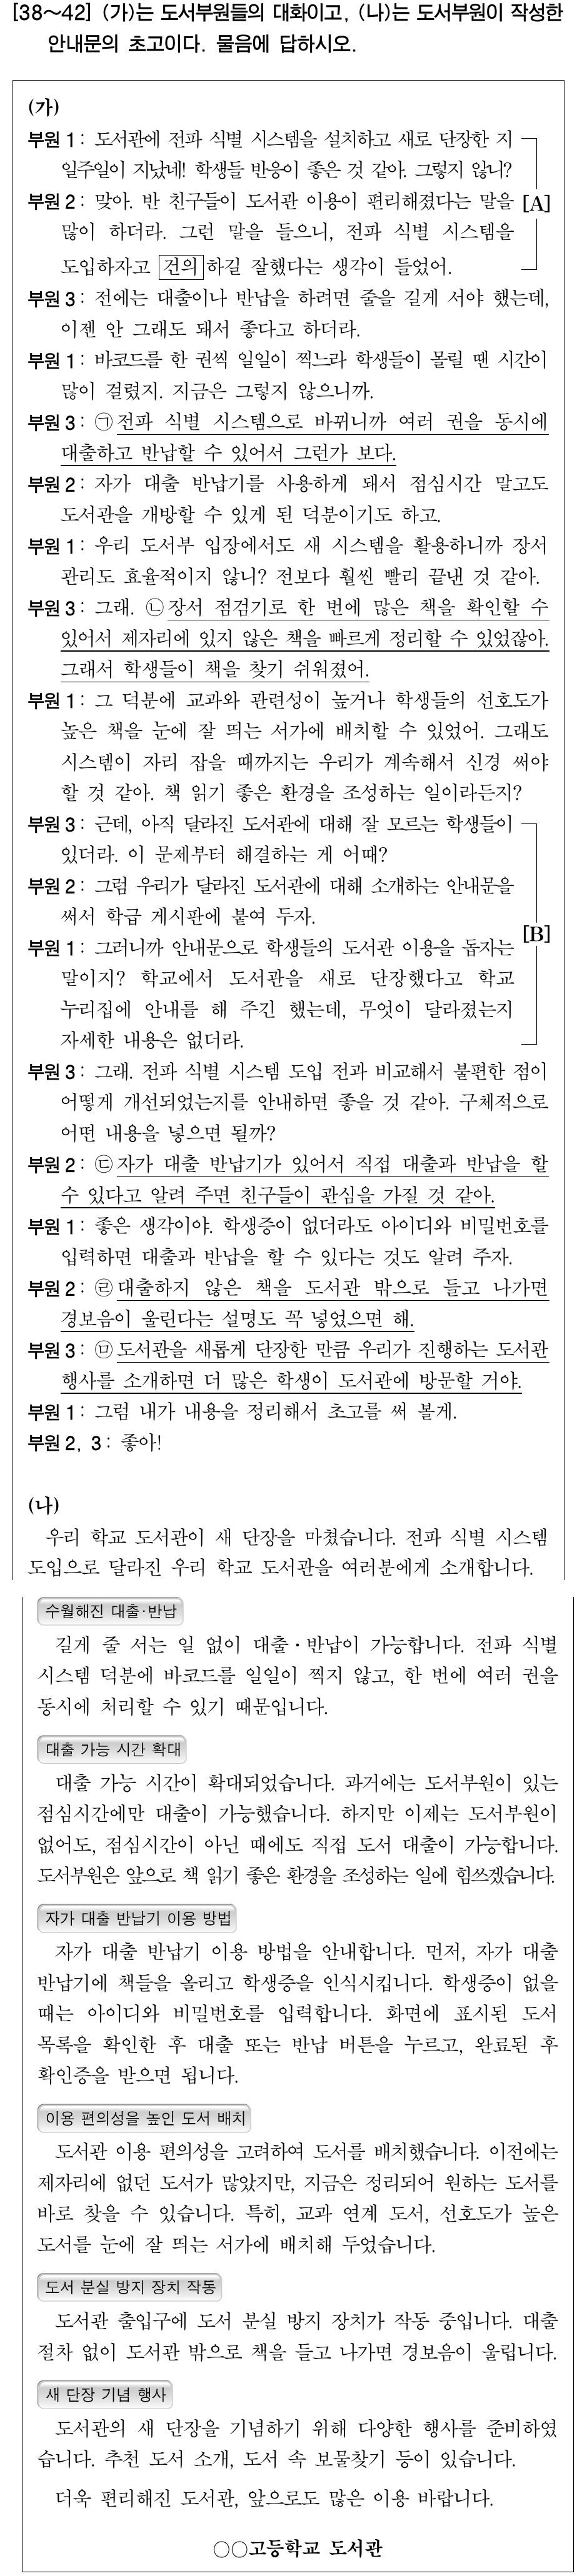 [38～42] (가)는 도서부원들의 대화이고, (나)는 도서부원이 작성한
안내문의 초고이다. 물음에 답하시오.
(가)
부원 1 : 도서관에 전파 식별 시스템을 설치하고 새로 단장한 지
일주일이 지났네! 학생들 반응이 좋은 것 같아. 그렇지 않니?
부원 2 : 맞아. 반 친구들이 도서관 이용이 편리해졌다는 말을 [A]
많이 하더라. 그런 말을 들으니, 전파 식별 시스템을
도입하자고 건의하길 잘했다는 생각이 들었어.
부원 3 : 전에는 대출이나 반납을 하려면 줄을 길게 서야 했는데,
이젠 안 그래도 돼서 좋다고 하더라.
부원 1 : 바코드를 한 권씩 일일이 찍느라 학생들이 몰릴 땐 시간이
많이 걸렸지. 지금은 그렇지 않으니까.
부원 3 : ㉠전파 식별 시스템으로 바뀌니까 여러 권을 동시에
대출하고 반납할 수 있어서 그런가 보다.
부원 2 : 자가 대출 반납기를 사용하게 돼서 점심시간 말고도
도서관을 개방할 수 있게 된 덕분이기도 하고.
부원 1 : 우리 도서부 입장에서도 새 시스템을 활용하니까 장서
관리도 효율적이지 않니? 전보다 훨씬 빨리 끝낸 것 같아.
부원 3 : 그래. ㉡장서 점검기로 한 번에 많은 책을 확인할 수
있어서 제자리에 있지 않은 책을 빠르게 정리할 수 있었잖아.
그래서 학생들이 책을 찾기 쉬워졌어.
부원 1 : 그 덕분에 교과와 관련성이 높거나 학생들의 선호도가
높은 책을 눈에 잘 띄는 서가에 배치할 수 있었어. 그래도
시스템이 자리 잡을 때까지는 우리가 계속해서 신경 써야
할 것 같아. 책 읽기 좋은 환경을 조성하는 일이라든지?
부원 3 : 근데, 아직 달라진 도서관에 대해 잘 모르는 학생들이
있더라. 이 문제부터 해결하는 게 어때?
부원 2 : 그럼 우리가 달라진 도서관에 대해 소개하는 안내문을
써서 학급 게시판에 붙여 두자.
부원 1 : 그러니까 안내문으로 학생들의 도서관 이용을 돕자는 [B]
말이지? 학교에서 도서관을 새로 단장했다고 학교
누리집에 안내를 해 주긴 했는데, 무엇이 달라졌는지
자세한 내용은 없더라.
부원 3 : 그래. 전파 식별 시스템 도입 전과 비교해서 불편한 점이
어떻게 개선되었는지를 안내하면 좋을 것 같아. 구체적으로
어떤 내용을 넣으면 될까?
부원 2 : ㉢자가 대출 반납기가 있어서 직접 대출과 반납을 할
수 있다고 알려 주면 친구들이 관심을 가질 것 같아.
부원 1 : 좋은 생각이야. 학생증이 없더라도 아이디와 비밀번호를
입력하면 대출과 반납을 할 수 있다는 것도 알려 주자.
부원 2 : ㉣대출하지 않은 책을 도서관 밖으로 들고 나가면
경보음이 울린다는 설명도 꼭 넣었으면 해.
부원 3 : ㉤도서관을 새롭게 단장한 만큼 우리가 진행하는 도서관
행사를 소개하면 더 많은 학생이 도서관에 방문할 거야.
부원 1 : 그럼 내가 내용을 정리해서 초고를 써 볼게.
부원 2, 3 : 좋아!
(나)
우리 학교 도서관이 새 단장을 마쳤습니다. 전파 식별 시스템
도입으로 달라진 우리 학교 도서관을 여러분에게 소개합니다.
수월해진 대출·반납
길게 줄 서는 일 없이 대출·반납이 가능합니다. 전파 식별
시스템 덕분에 바코드를 일일이 찍지 않고, 한 번에 여러 권을
동시에 처리할 수 있기 때문입니다.
대출 가능 시간 확대
대출 가능 시간이 확대되었습니다. 과거에는 도서부원이 있는
점심시간에만 대출이 가능했습니다. 하지만 이제는 도서부원이
없어도, 점심시간이 아닌 때에도 직접 도서 대출이 가능합니다.
도서부원은 앞으로 책 읽기 좋은 환경을 조성하는 일에 힘쓰겠습니다.
자가 대출 반납기 이용 방법
자가 대출 반납기 이용 방법을 안내합니다. 먼저, 자가 대출
반납기에 책들을 올리고 학생증을 인식시킵니다. 학생증이 없을
때는 아이디와 비밀번호를 입력합니다. 화면에 표시된 도서
목록을 확인한 후 대출 또는 반납 버튼을 누르고, 완료된 후
확인증을 받으면 됩니다.
이용 편의성을 높인 도서 배치
도서관 이용 편의성을 고려하여 도서를 배치했습니다. 이전에는
제자리에 없던 도서가 많았지만, 지금은 정리되어 원하는 도서를
바로 찾을 수 있습니다. 특히, 교과 연계 도서, 선호도가 높은
도서를 눈에 잘 띄는 서가에 배치해 두었습니다.
도서 분실 방지 장치 작동
도서관 출입구에 도서 분실 방지 장치가 작동 중입니다. 대출
절차 없이 도서관 밖으로 책을 들고 나가면 경보음이 울립니다.
새 단장 기념 행사
도서관의 새 단장을 기념하기 위해 다양한 행사를 준비하였
습니다. 추천 도서 소개, 도서 속 보물찾기 등이 있습니다.
더욱 편리해진 도서관, 앞으로도 많은 이용 바랍니다.
○○고등학교 도서관